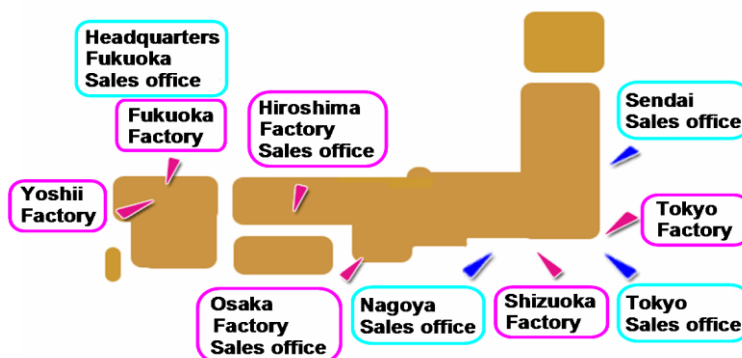 Headquarters
Fukuoka
Sales office
Fukuoka
Factory
Hiroshima
Factory
Sales office
Sendai
Sales office
Yoshii
Factory
Tokyo
Factory
Osaka
Factory
Sales office
Nagoya
Sales office
Shizuoka
Factory
Tokyo
Sales office